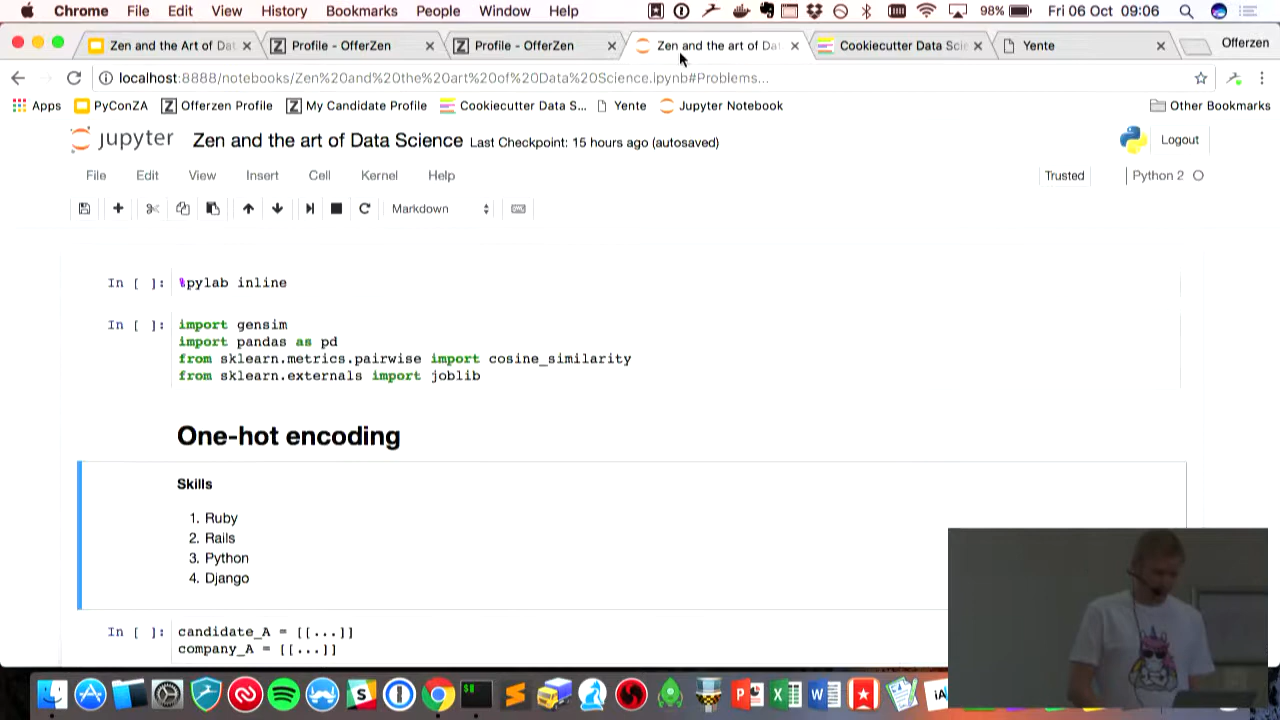 Chrome File Edit View History Bookmarks People Window Help 98% Fri 06 Oct 09:06
Zen and the Art of Dat
Profile - OfferZen
Profile - OfferZen
Zen and the art of Dat
Cookiecutter Data Scie
Yente
Offerzen
localhost:8888/notebooks/Zen%20and%20the%20art%20of%20Data%20Science.ipynb#Problems...
Apps PyConZA Offerzen Profile My Candidate Profile Cookiecutter Data S... Yente Jupyter Notebook Other Bookmarks
jupyter Zen and the art of Data Science Last Checkpoint: 15 hours ago (autosaved) Logout
File Edit View Insert Cell Kernel Help Trusted Python 2
Markdown
In [ ]: %pylab inline
In [ ]: import gensim
import pandas as pd
from sklearn.metrics.pairwise import cosine_similarity
from sklearn.externals import joblib
One-hot encoding
Skills
1. Ruby
2. Rails
3. Python
4. Django
In [ ]: candidate_A = [[...]]
company_A = [[...]]